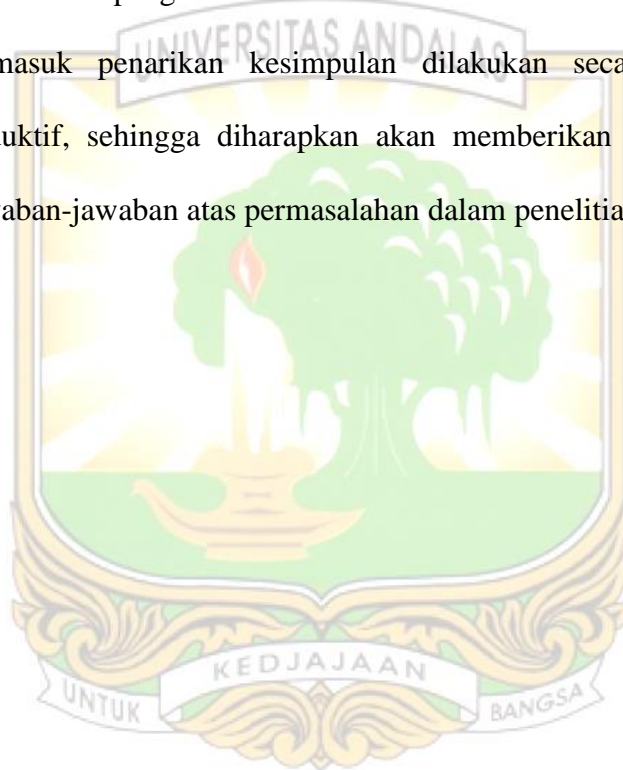 UNIVERSITAS ANDALAS
masuk penarikan kesimpulan dilakukan seca
uktif, sehingga diharapkan akan memberikan
aban-jawaban atas permasalahan dalam penelitia
UNTUK KEDJAJAAN BANGSA